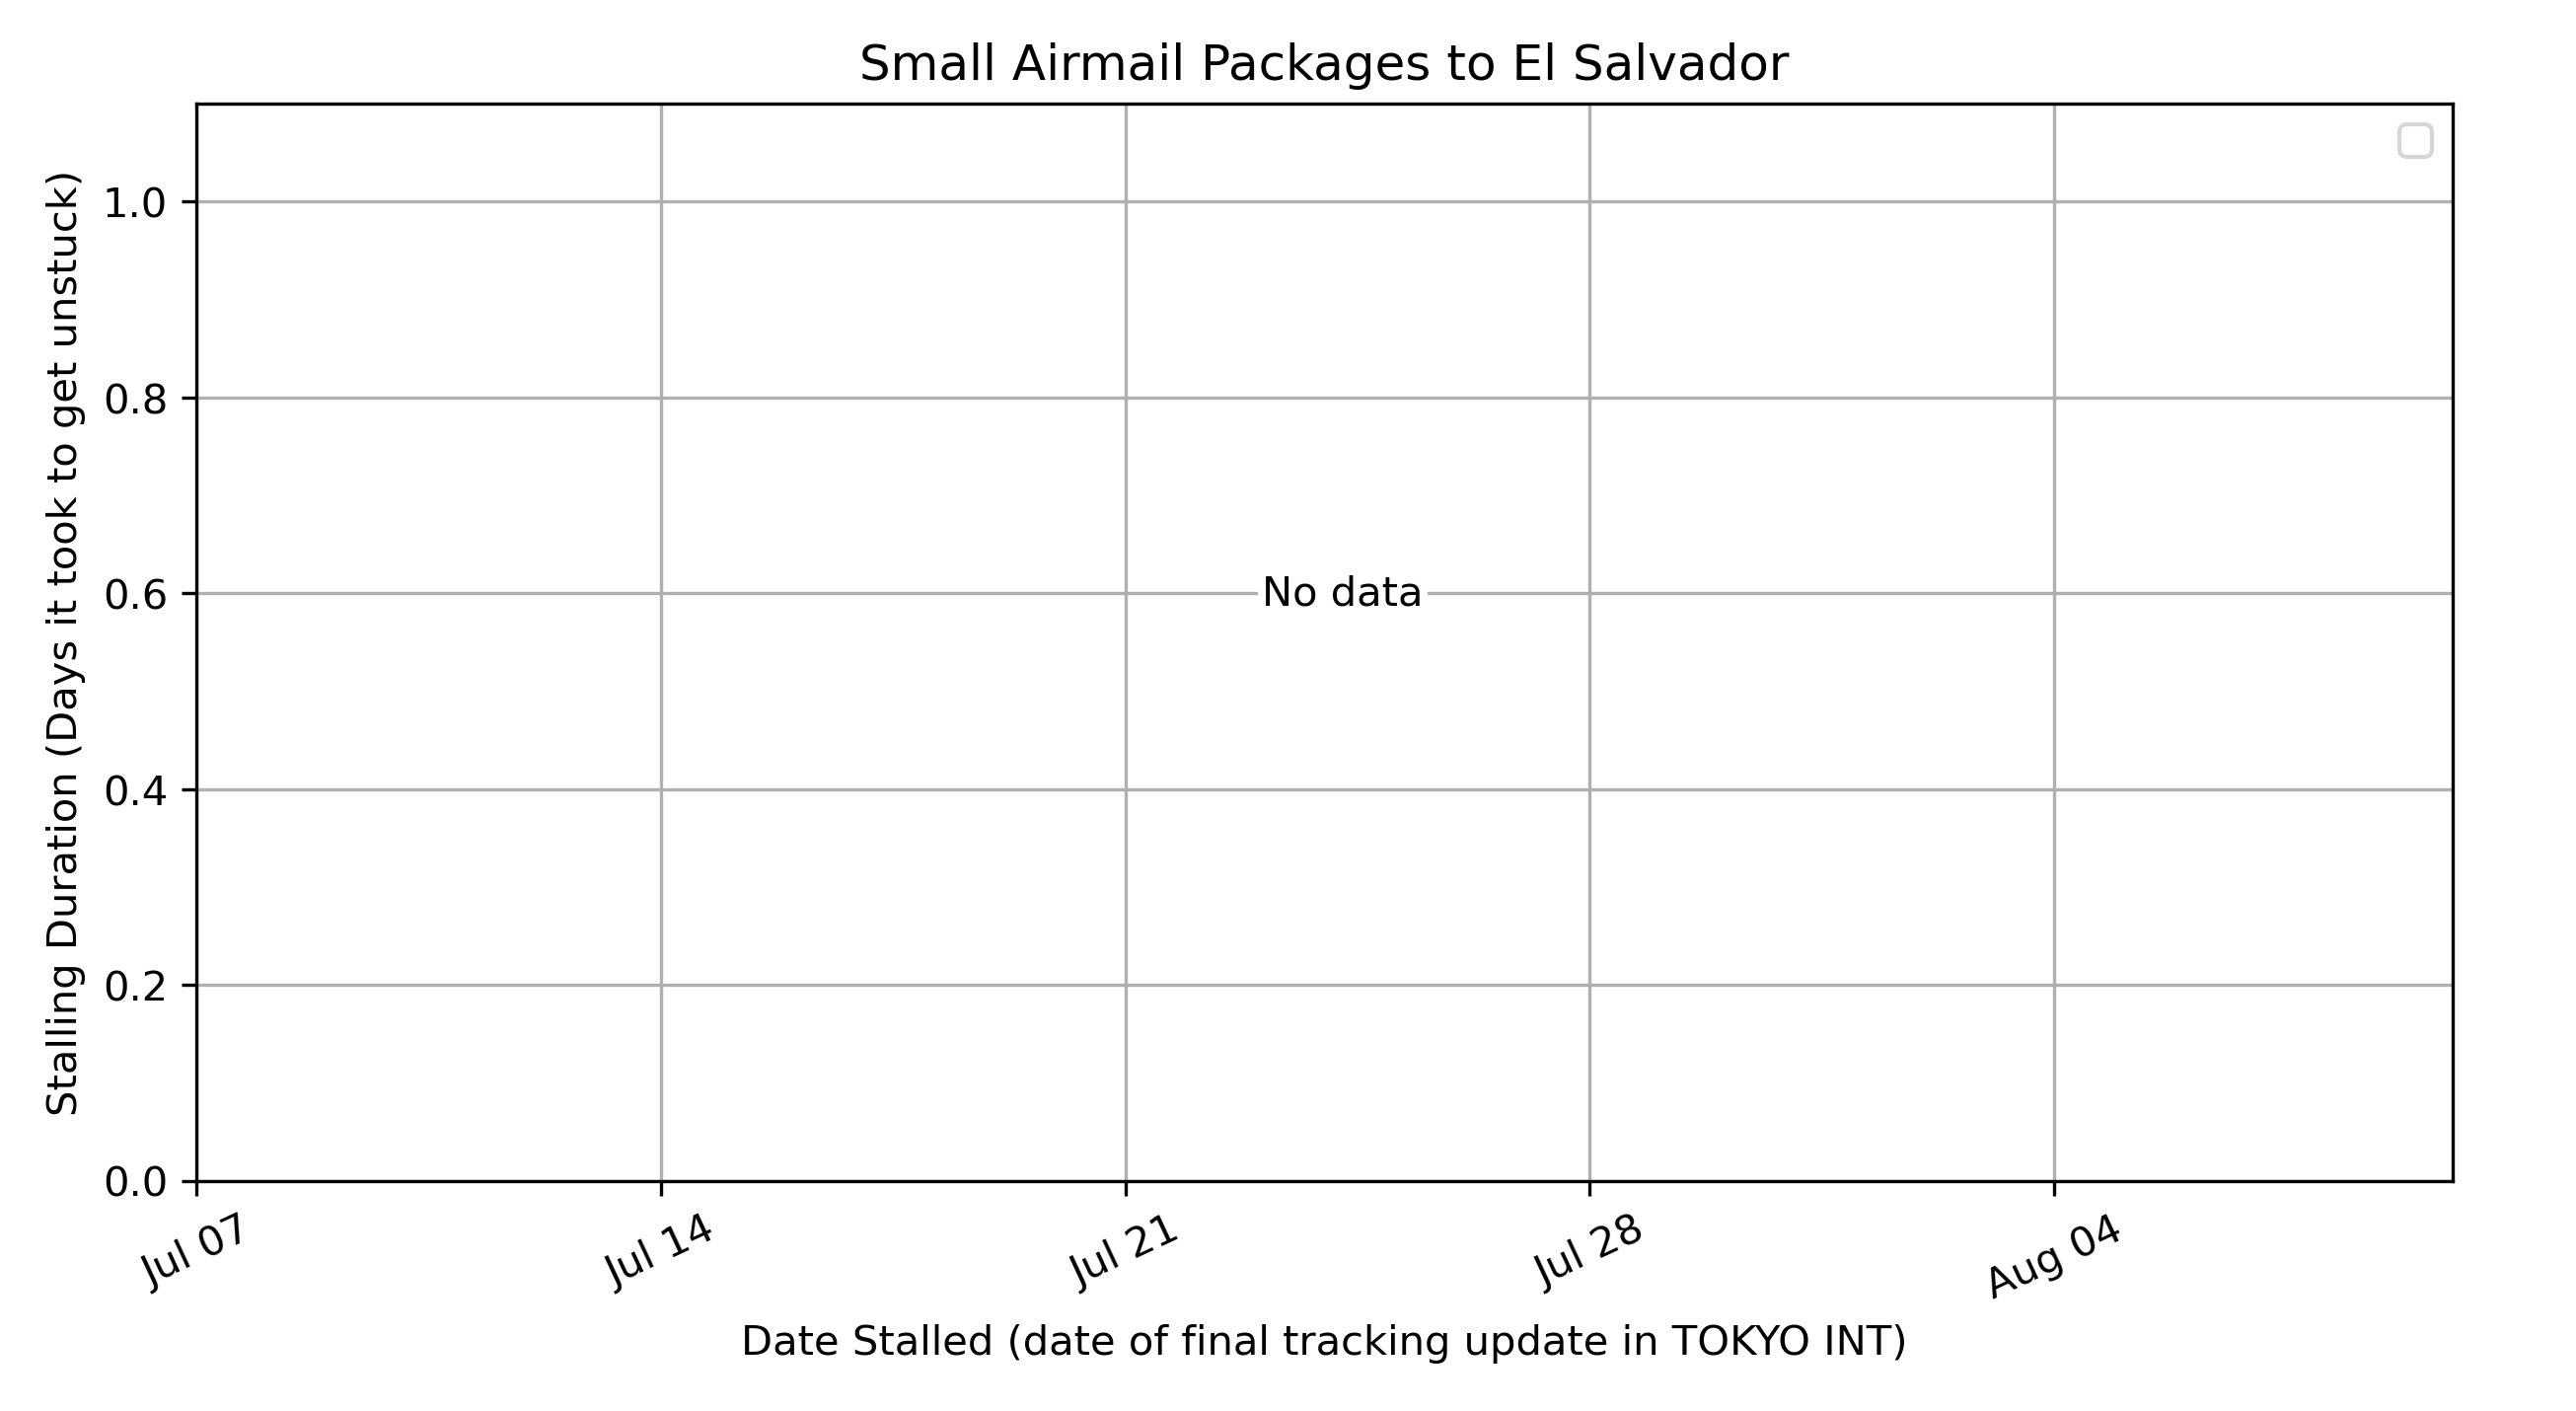 Small Airmail Packages to El Salvador
Stalling Duration (Days it took to get unstuck)
1.0
0.8
0.6
0.4
0.2
0.0
No data
Jul 07
Jul 14
Jul 21
Jul 28
Aug 04
Date Stalled (date of final tracking update in TOKYO INT)